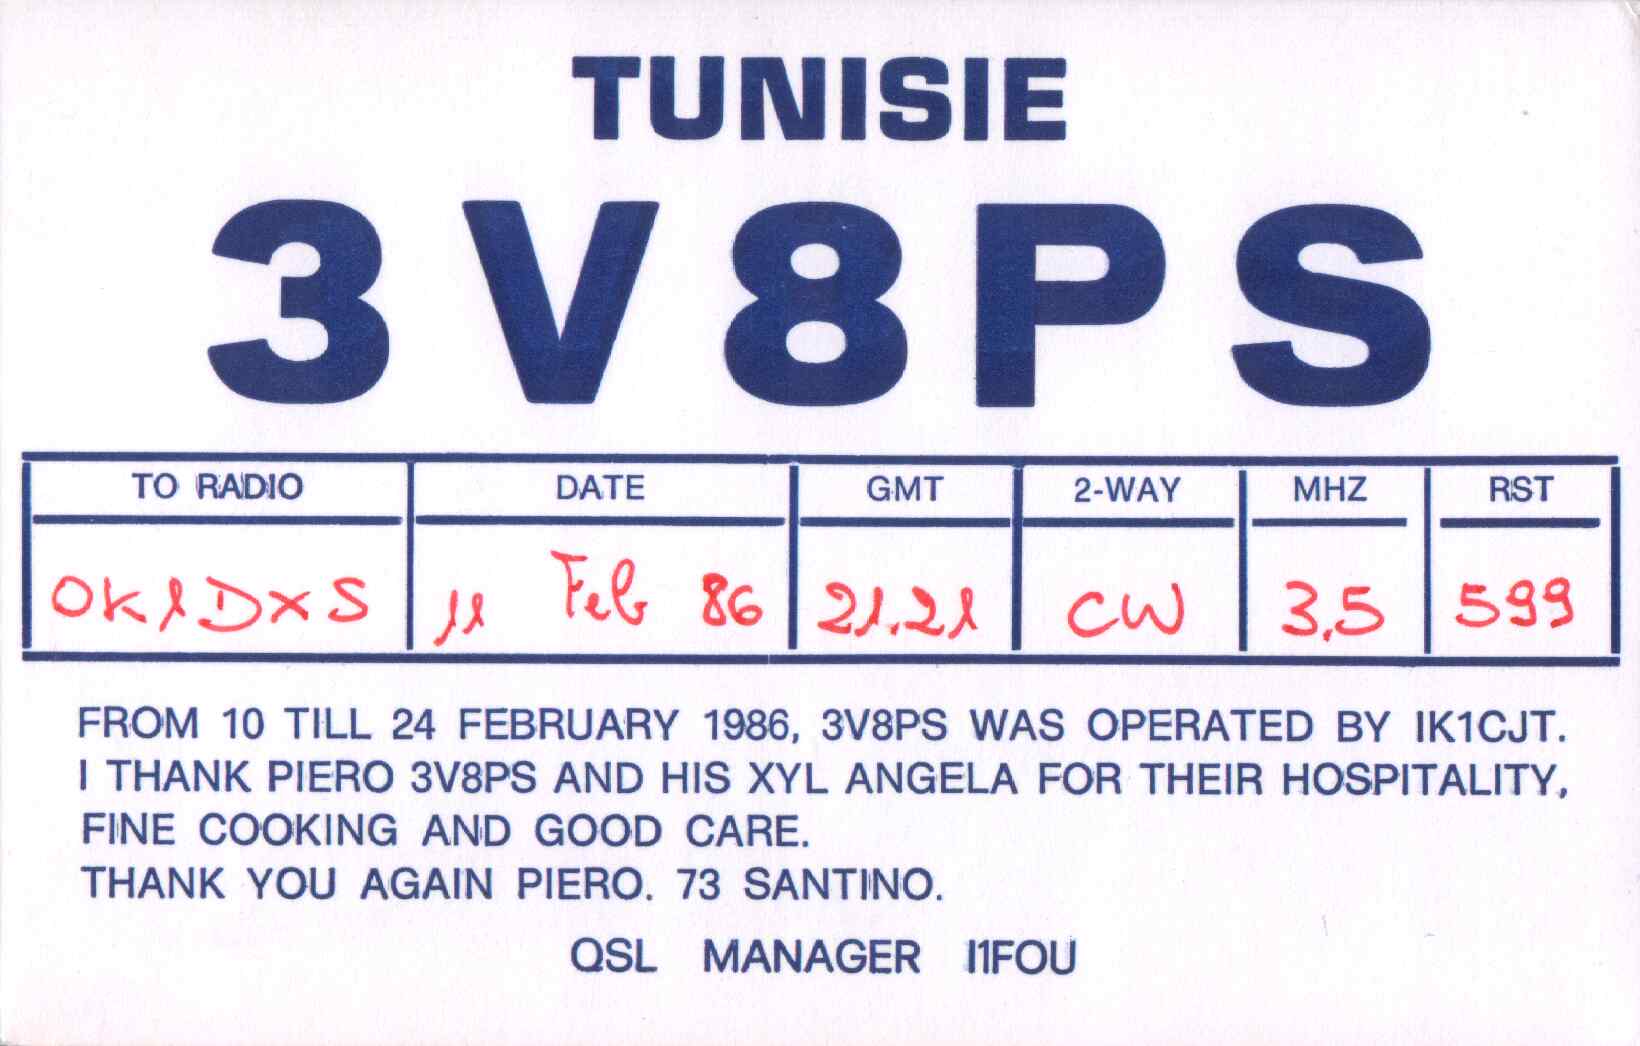 TUNISIE
3V8PS
TO RADIO DATE GMT 2-WAY MHZ RST
OK1DXS 11 Feb 86 21.21 CW 3.5 599
FROM 10 TILL 24 FEBRUARY 1986, 3V8PS WAS OPERATED BY IK1CJT.
I THANK PIERO 3V8PS AND HIS XYL ANGELA FOR THEIR HOSPITALITY,
FINE COOKING AND GOOD CARE.
THANK YOU AGAIN PIERO. 73 SANTINO.
QSL MANAGER I1FOU